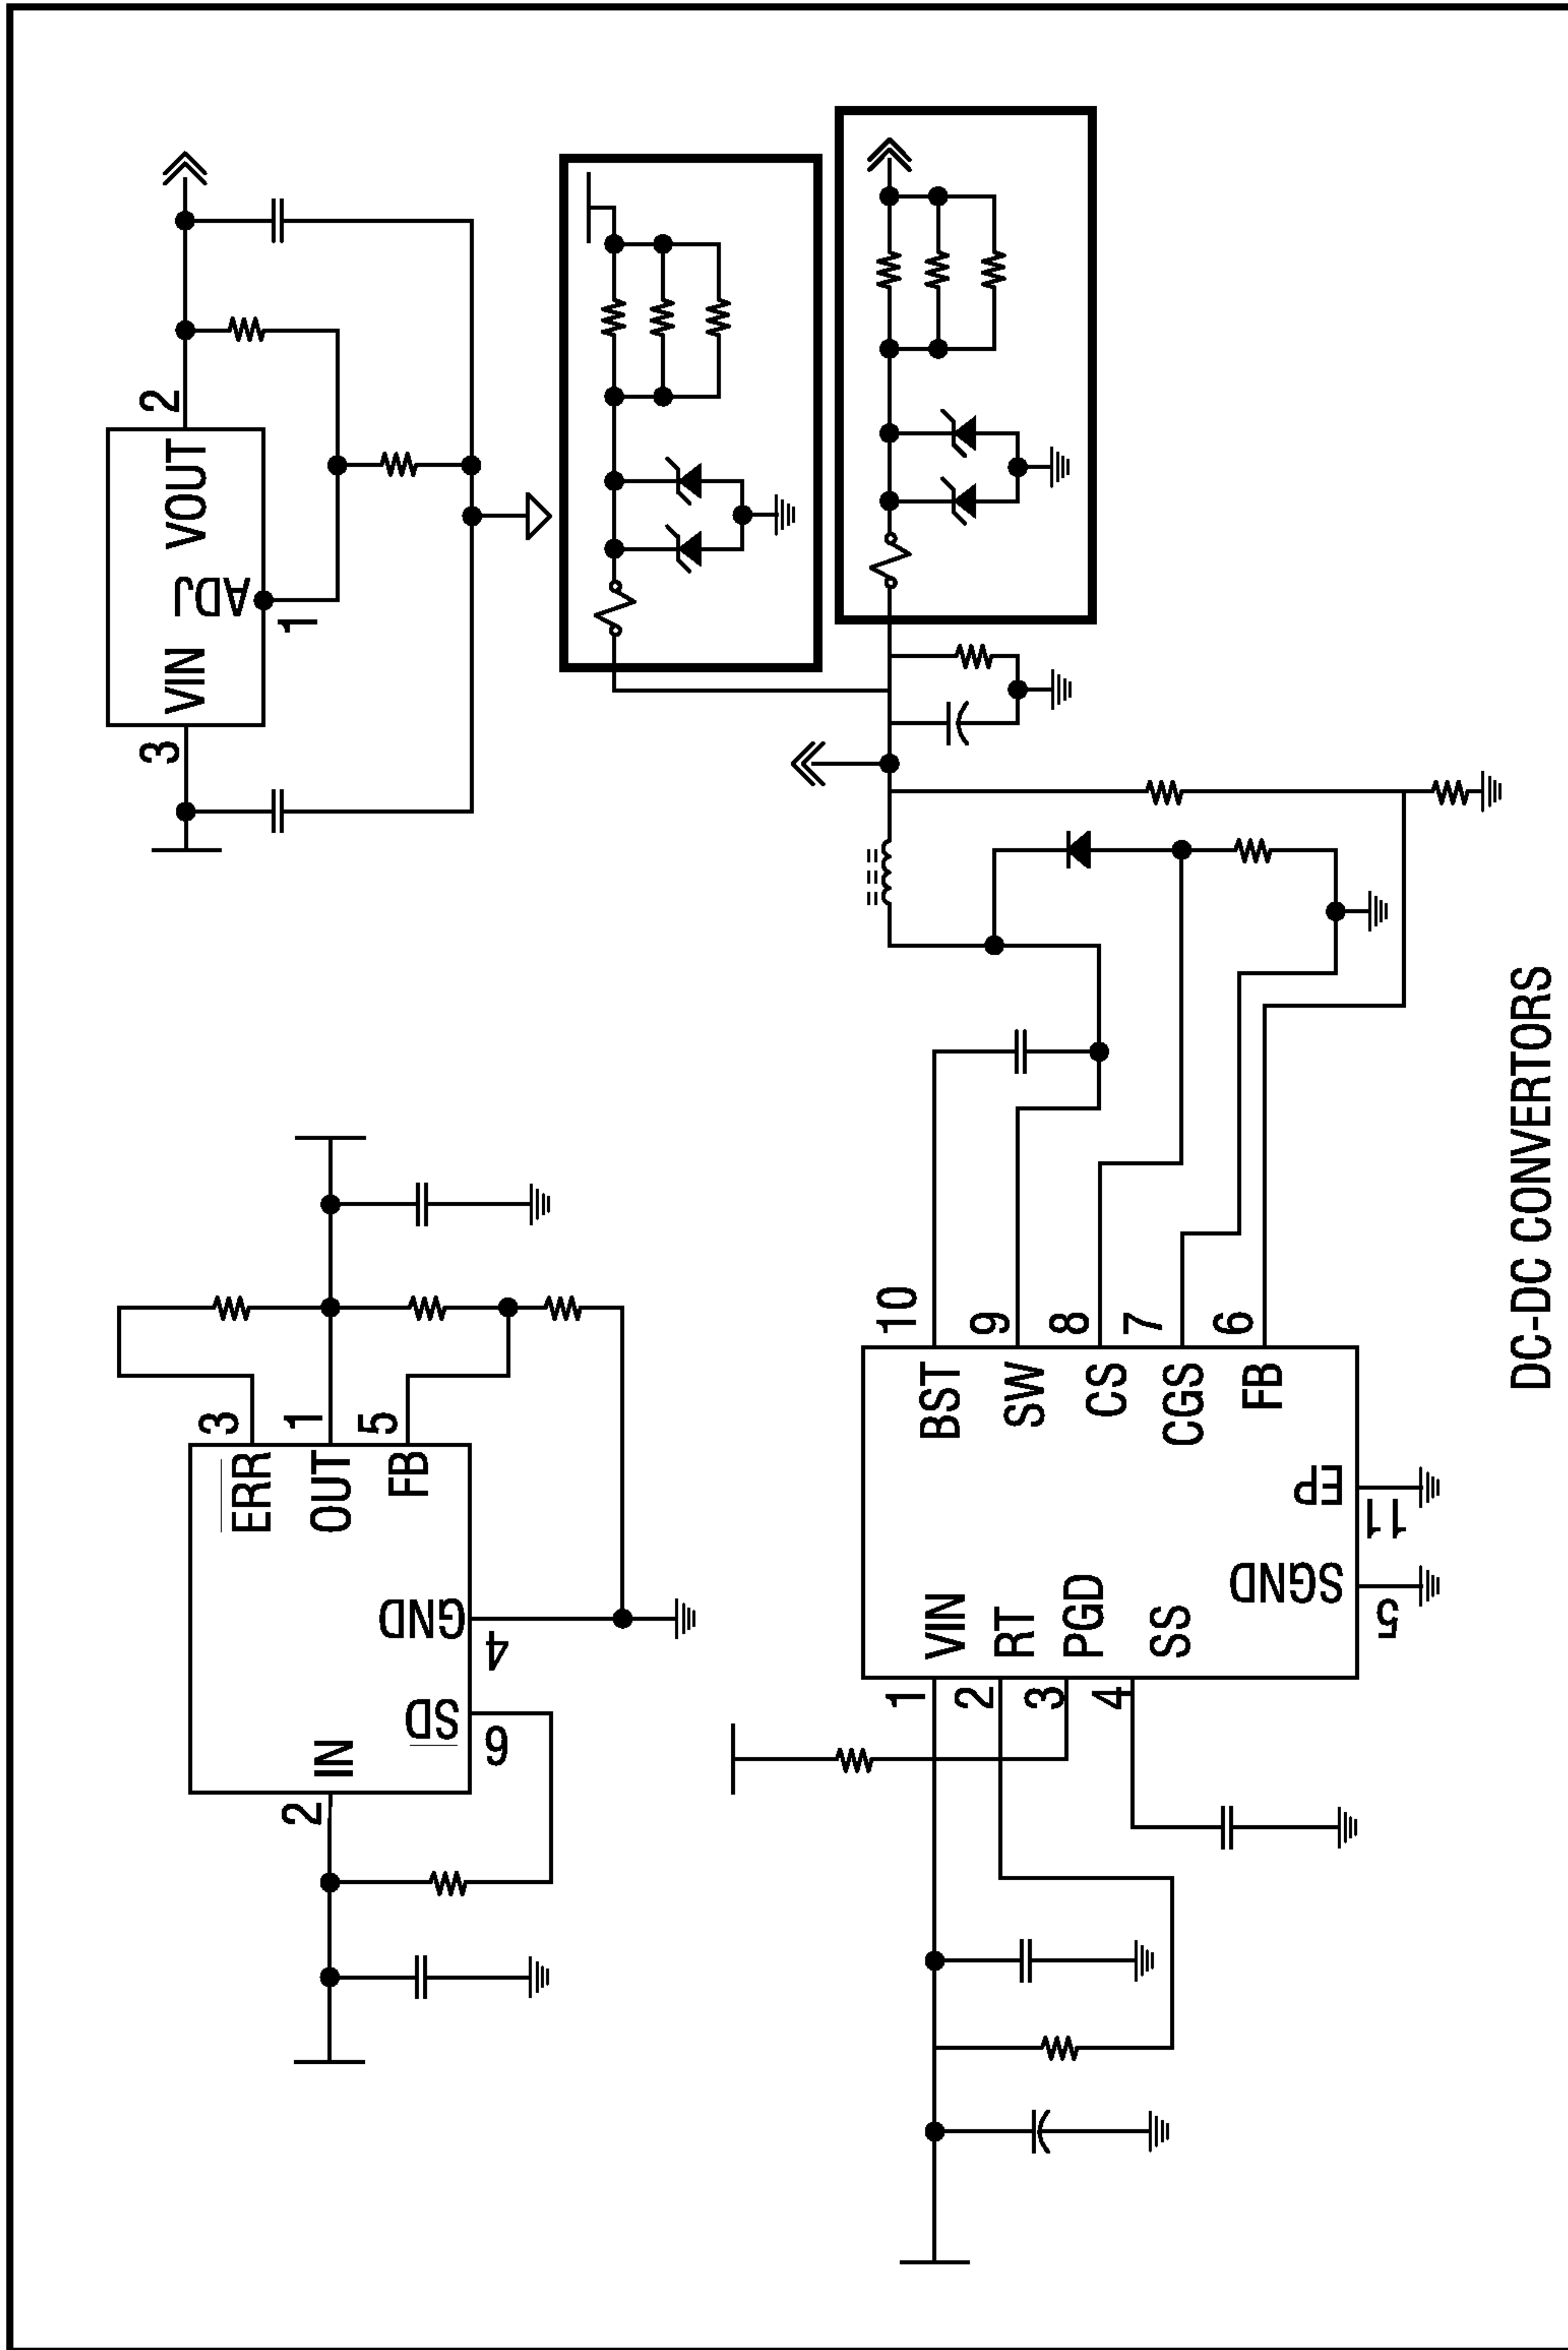 3
VIN
ADJ
1
VOUT
2
2
IN
SD
6
GND
4
ERR
3
OUT
1
FB
5
1
VIN
2
RT
3
PGD
4
SS
SGND
5
EP
11
BST
10
SW
9
CS
8
CGS
7
FB
6
DC-DC CONVERTORS